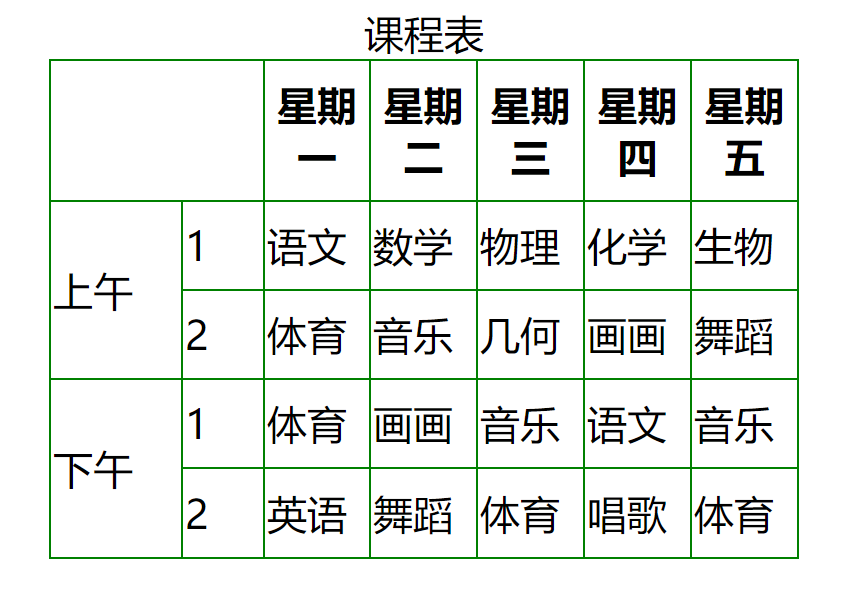 课程表
星期一 星期二 星期三 星期四 星期五
上午 1 语文 数学 物理 化学 生物
2 体育 音乐 几何 画画 舞蹈
下午 1 体育 画画 音乐 语文 音乐
2 英语 舞蹈 体育 唱歌 体育